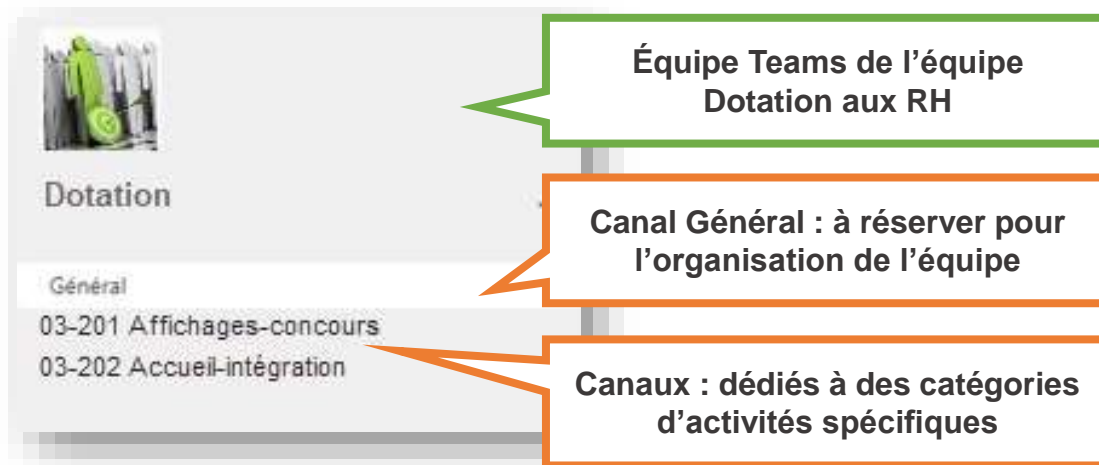 Équipe Teams de l’équipe
Dotation aux RH
Dotation
Canal Général : à réserver pour
l’organisation de l’équipe
Général
03-201 Affichages-concours
03-202 Accueil-intégration
Canaux : dédiés à des catégories
d’activités spécifiques